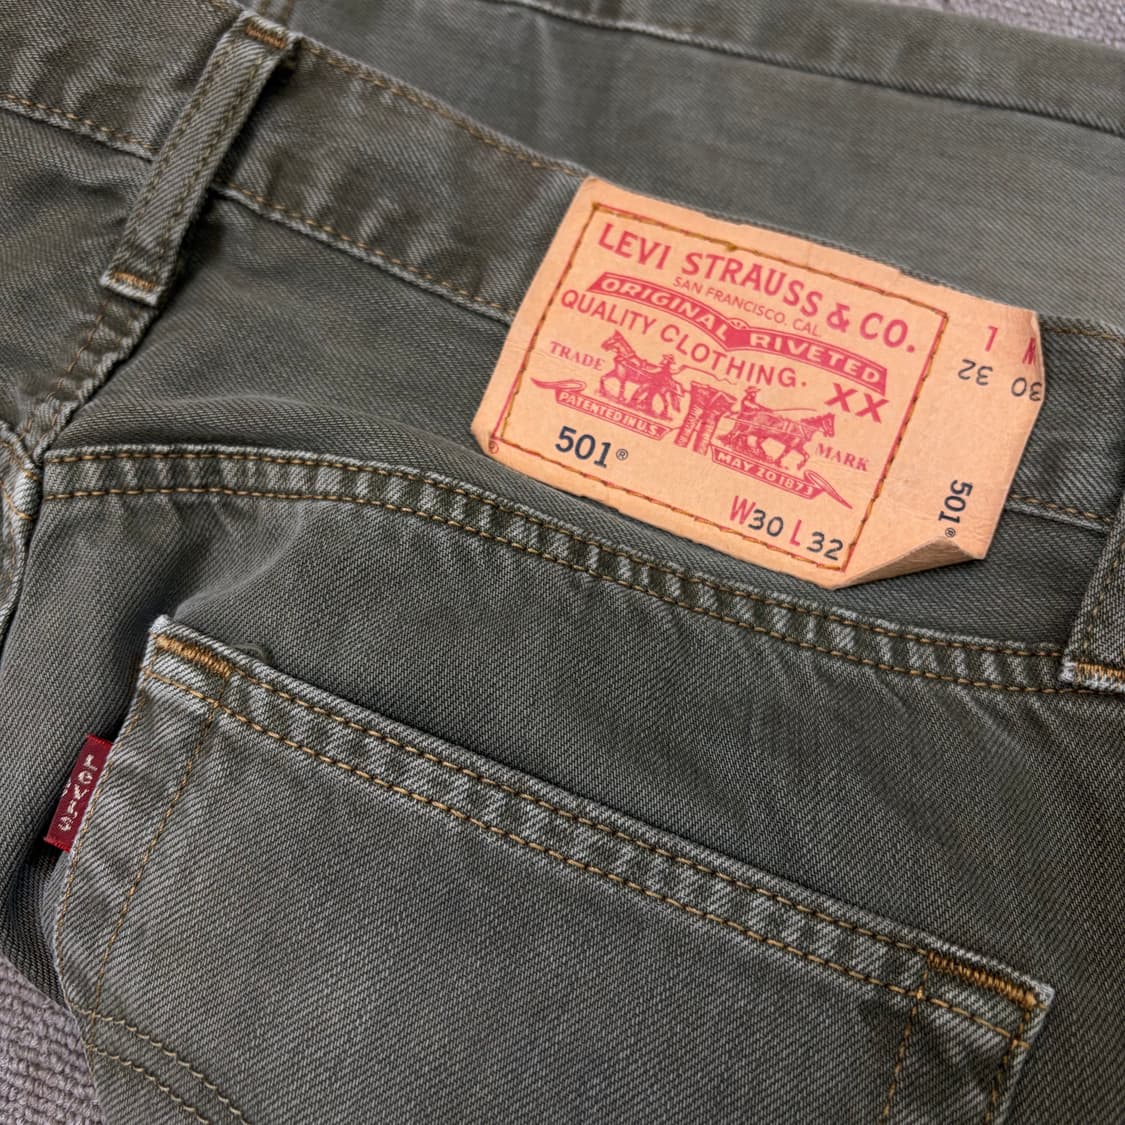 LEVI STRAUSS & CO.
SAN FRANCISCO. CAL
ORIGINAL RIVETED
QUALITY CLOTHING.
XX
TRADE MARK
PATENTED IN U.S.
MAY 20 1873
501®
W30 L32
30 32
501®
LEVI'S